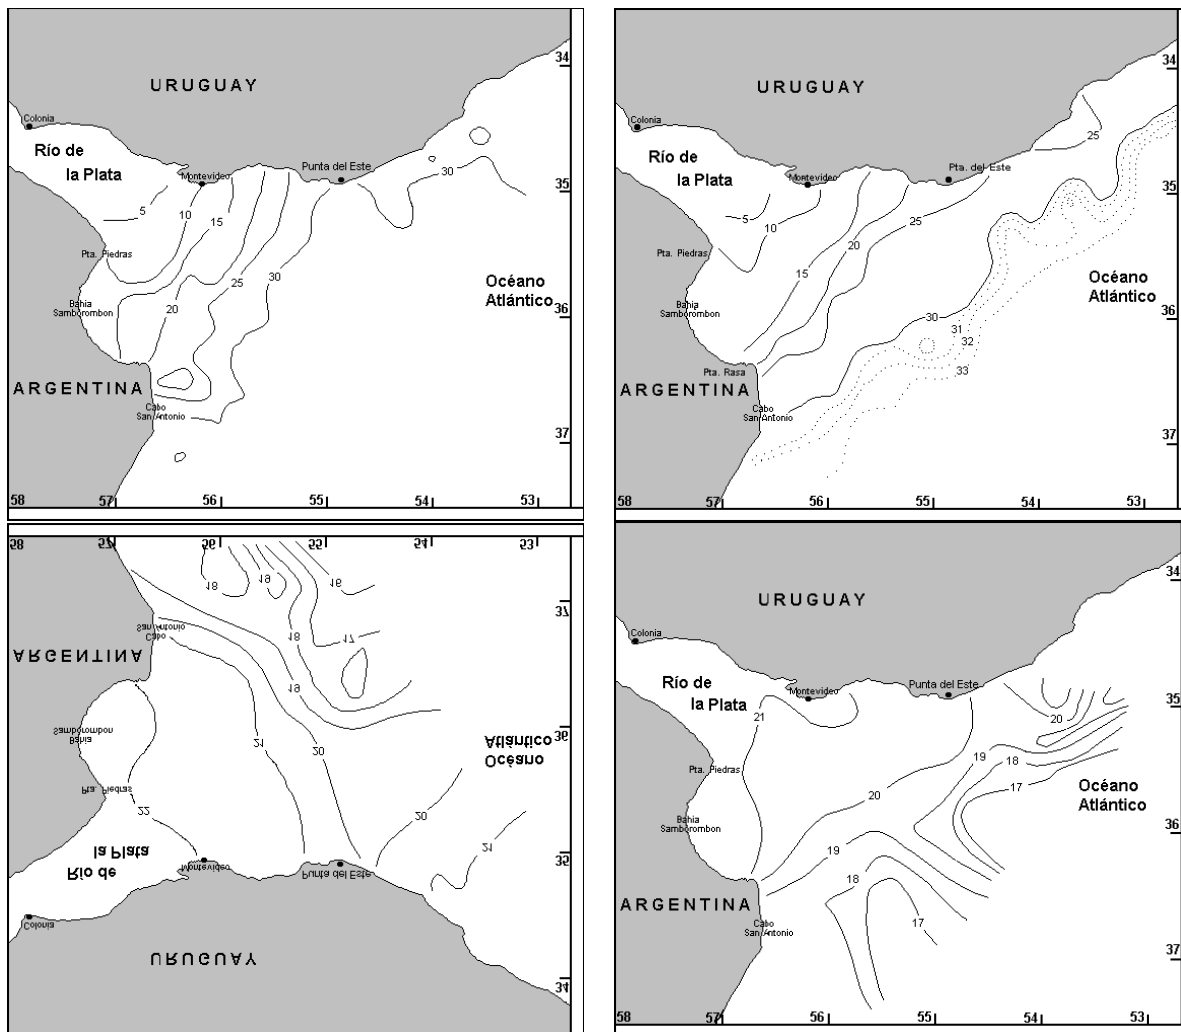 34
URUGUAY
Colonia
Río de
la Plata
Montevideo
Punta del Este
30
35
5
10
15
Pta. Piedras
25
30
Océano
Atlántico
Bahia
Samborombon
20
36
ARGENTINA
Cabo
San Antonio
37
58
57
56
55
54
53
34
URUGUAY
Colonia
25
Río de
la Plata
Pta. del Este
Montevideo
35
5
10
25
20
Pta. Piedras
15
Océano
Atlántico
Bahia
Samborombon
30
36
31
32
Pta. Rasa
33
ARGENTINA
Cabo
San Antonio
37
58
57
56
55
54
53
58
57
56
55
54
53
18
19
16
37
San Antonio
Cabo
18
17
ARGENTINA
19
Samborombon
Bahia
21
20
36
Atlántico
Océano
Pta. Piedras
22
20
la Plata
Río de
21
35
Montevideo
Punta del Este
Colonia
URUGUAY
34
34
URUGUAY
Colonia
Río de
la Plata
Punta del Este
Montevideo
21
20
35
19
18
Pta. Piedras
17
20
Océano
Atlántico
Bahia
Samborombon
19
36
18
ARGENTINA
17
Cabo
San Antonio
37
58
57
56
55
54
53